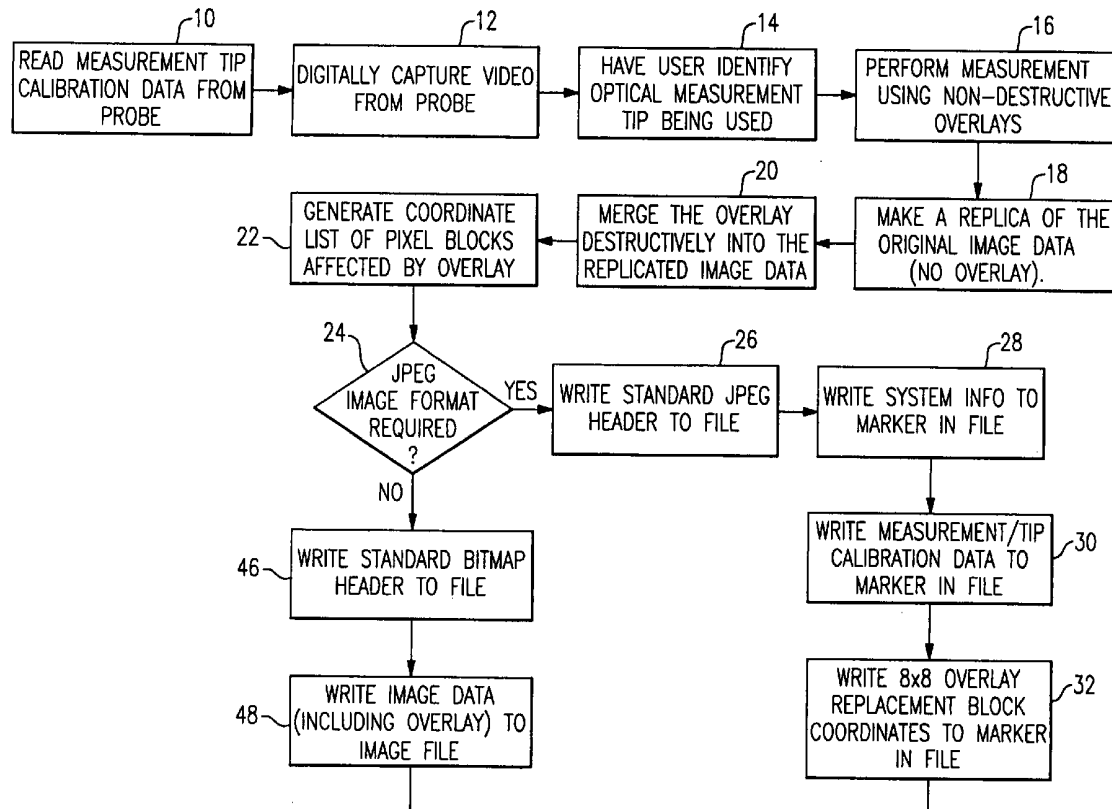 10
READ MEASUREMENT TIP
CALIBRATION DATA FROM
PROBE
12
DIGITALLY CAPTURE VIDEO
FROM PROBE
14
HAVE USER IDENTIFY
OPTICAL MEASUREMENT
TIP BEING USED
16
PERFORM MEASUREMENT
USING NON-DESTRUCTIVE
OVERLAYS
18
MAKE A REPLICA OF THE
ORIGINAL IMAGE DATA
(NO OVERLAY).
20
MERGE THE OVERLAY
DESTRUCTIVELY INTO THE
REPLICATED IMAGE DATA
22
GENERATE COORDINATE
LIST OF PIXEL BLOCKS
AFFECTED BY OVERLAY
24
JPEG
IMAGE FORMAT
REQUIRED
?
YES
NO
26
WRITE STANDARD JPEG
HEADER TO FILE
28
WRITE SYSTEM INFO TO
MARKER IN FILE
30
WRITE MEASUREMENT/TIP
CALIBRATION DATA TO
MARKER IN FILE
32
WRITE 8x8 OVERLAY
REPLACEMENT BLOCK
COORDINATES TO MARKER
IN FILE
46
WRITE STANDARD BITMAP
HEADER TO FILE
48
WRITE IMAGE DATA
(INCLUDING OVERLAY) TO
IMAGE FILE